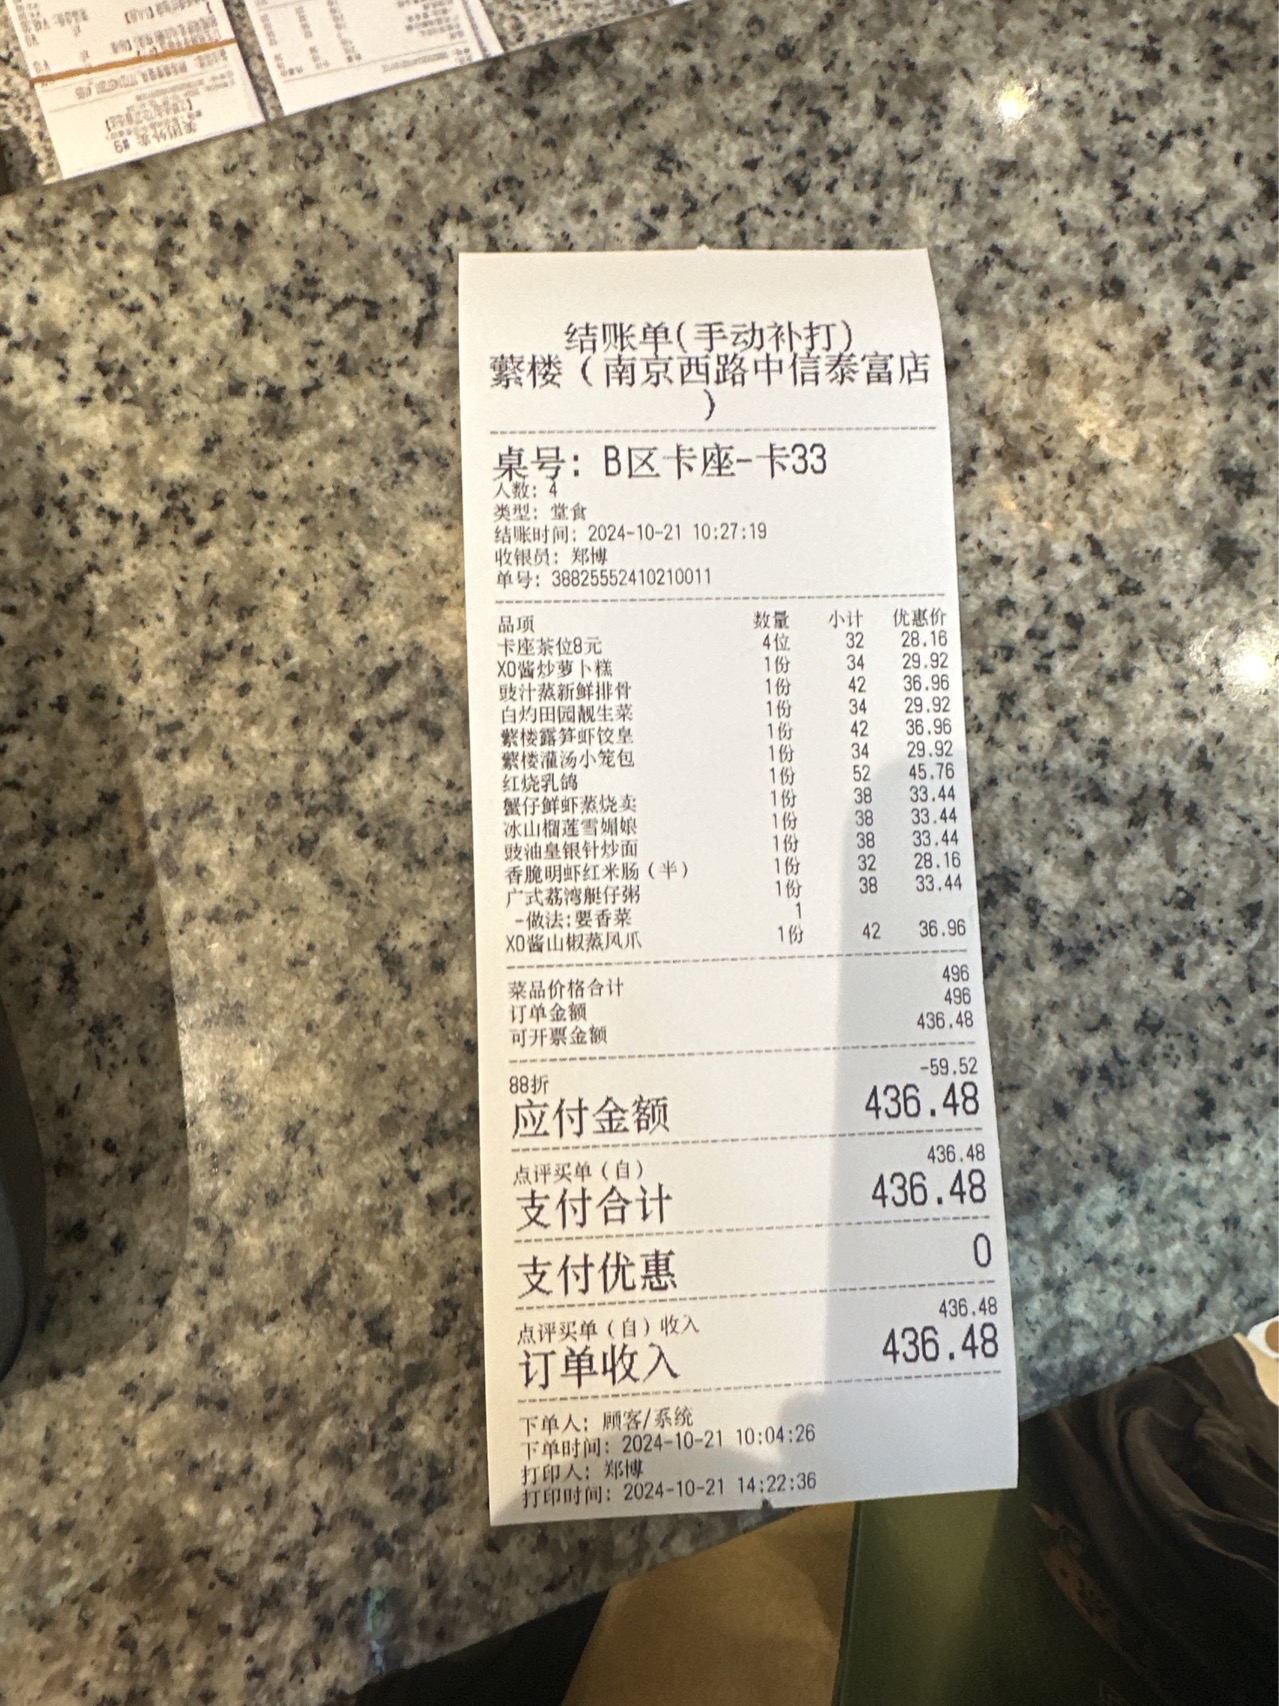 结账单(手动补打)
蘩楼（南京西路中信泰富店
）
桌号: B区卡座-卡33
人数: 4
类型: 堂食
结账时间: 2024-10-21 10:27:19
收银员: 郑博
单号: 38825552410210011
品项 数量 小计 优惠价
卡座茶位8元 4位 32 28.16
XO酱炒萝卜糕 1份 34 29.92
豉汁蒸新鲜排骨 1份 42 36.96
白灼田园靓生菜 1份 34 29.92
蘩楼露笋虾饺皇 1份 42 36.96
蘩楼灌汤小笼包 1份 34 29.92
红烧乳鸽 1份 52 45.76
蟹仔鲜虾蒸烧卖 1份 38 33.44
冰山榴莲雪媚娘 1份 38 33.44
豉油皇银针炒面 1份 38 33.44
香脆明虾红米肠（半） 1份 32 28.16
广式荔湾艇仔粥 1份 38 33.44
-做法:要香菜 1
XO酱山椒蒸凤爪 1份 42 36.96
菜品价格合计 496
订单金额 496
可开票金额 436.48
88折 -59.52
应付金额 436.48
点评买单（自） 436.48
支付合计 436.48
支付优惠 0
点评买单（自）收入 436.48
订单收入 436.48
下单人: 顾客/系统
下单时间: 2024-10-21 10:04:26
打印人: 郑博
打印时间: 2024-10-21 14:22:36